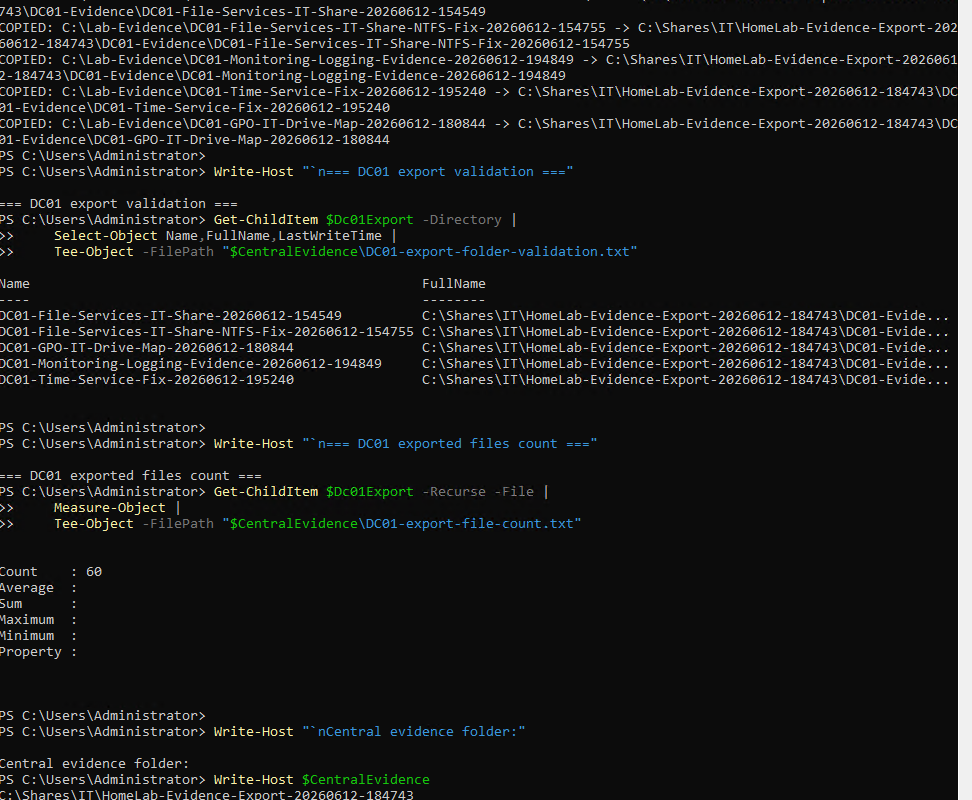 743\DC01-Evidence\DC01-File-Services-IT-Share-20260612-154549
COPIED: C:\Lab-Evidence\DC01-File-Services-IT-Share-NTFS-Fix-20260612-154755 -> C:\Shares\IT\HomeLab-Evidence-Export-202
60612-184743\DC01-Evidence\DC01-File-Services-IT-Share-NTFS-Fix-20260612-154755
COPIED: C:\Lab-Evidence\DC01-Monitoring-Logging-Evidence-20260612-194849 -> C:\Shares\IT\HomeLab-Evidence-Export-2026061
2-184743\DC01-Evidence\DC01-Monitoring-Logging-Evidence-20260612-194849
COPIED: C:\Lab-Evidence\DC01-Time-Service-Fix-20260612-195240 -> C:\Shares\IT\HomeLab-Evidence-Export-20260612-184743\DC
01-Evidence\DC01-Time-Service-Fix-20260612-195240
COPIED: C:\Lab-Evidence\DC01-GPO-IT-Drive-Map-20260612-180844 -> C:\Shares\IT\HomeLab-Evidence-Export-20260612-184743\DC
01-Evidence\DC01-GPO-IT-Drive-Map-20260612-180844
PS C:\Users\Administrator>
PS C:\Users\Administrator> Write-Host "`n=== DC01 export validation ==="

=== DC01 export validation ===
PS C:\Users\Administrator> Get-ChildItem $Dc01Export -Directory |
>>     Select-Object Name,FullName,LastWriteTime |
>>     Tee-Object -FilePath "$CentralEvidence\DC01-export-folder-validation.txt"

Name                                                 FullName
----                                                 --------
DC01-File-Services-IT-Share-20260612-154549          C:\Shares\IT\HomeLab-Evidence-Export-20260612-184743\DC01-Evide...
DC01-File-Services-IT-Share-NTFS-Fix-20260612-154755 C:\Shares\IT\HomeLab-Evidence-Export-20260612-184743\DC01-Evide...
DC01-GPO-IT-Drive-Map-20260612-180844                C:\Shares\IT\HomeLab-Evidence-Export-20260612-184743\DC01-Evide...
DC01-Monitoring-Logging-Evidence-20260612-194849     C:\Shares\IT\HomeLab-Evidence-Export-20260612-184743\DC01-Evide...
DC01-Time-Service-Fix-20260612-195240                C:\Shares\IT\HomeLab-Evidence-Export-20260612-184743\DC01-Evide...

PS C:\Users\Administrator>
PS C:\Users\Administrator> Write-Host "`n=== DC01 exported files count ==="

=== DC01 exported files count ===
PS C:\Users\Administrator> Get-ChildItem $Dc01Export -Recurse -File |
>>     Measure-Object |
>>     Tee-Object -FilePath "$CentralEvidence\DC01-export-file-count.txt"

Count    : 60
Average  :
Sum      :
Maximum  :
Minimum  :
Property :

PS C:\Users\Administrator>
PS C:\Users\Administrator> Write-Host "`nCentral evidence folder:"

Central evidence folder:
PS C:\Users\Administrator> Write-Host $CentralEvidence
C:\Shares\IT\HomeLab-Evidence-Export-20260612-184743